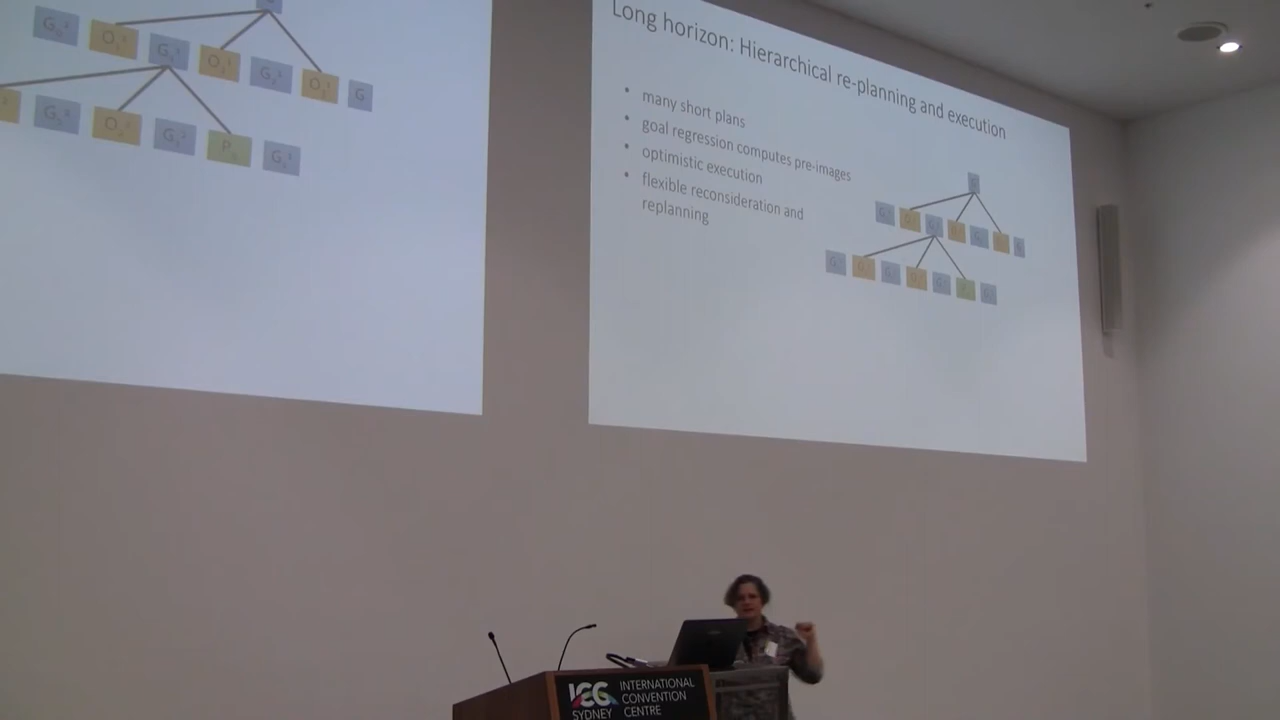 Long horizon: Hierarchical re-planning and execution
• many short plans
• goal regression computes pre-images
• optimistic execution
• flexible reconsideration and
replanning
G
ICC
SYDNEY
INTERNATIONAL
CONVENTION
CENTRE